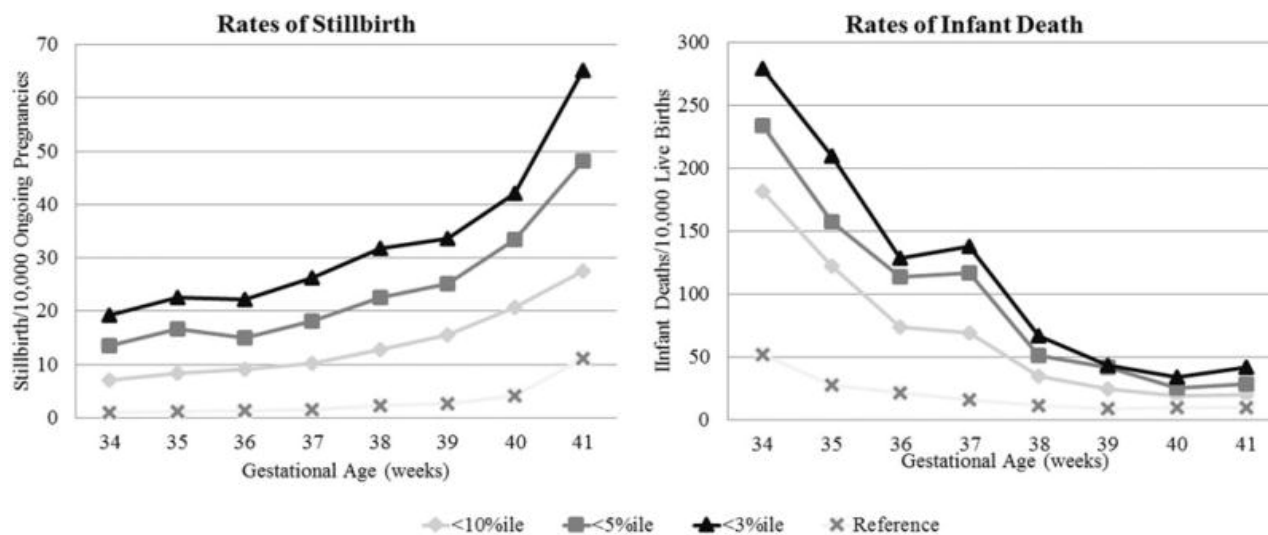 Rates of Stillbirth
Stillbirth/10,000 Ongoing Pregnancies
70
60
50
40
30
20
10
0
34 35 36 37 38 39 40 41
Gestational Age (weeks)
Rates of Infant Death
Infant Deaths/10,000 Live Births
300
250
200
150
100
50
0
34 35 36 37 38 39 40 41
Gestational Age (weeks)
<10%ile <5%ile <3%ile Reference